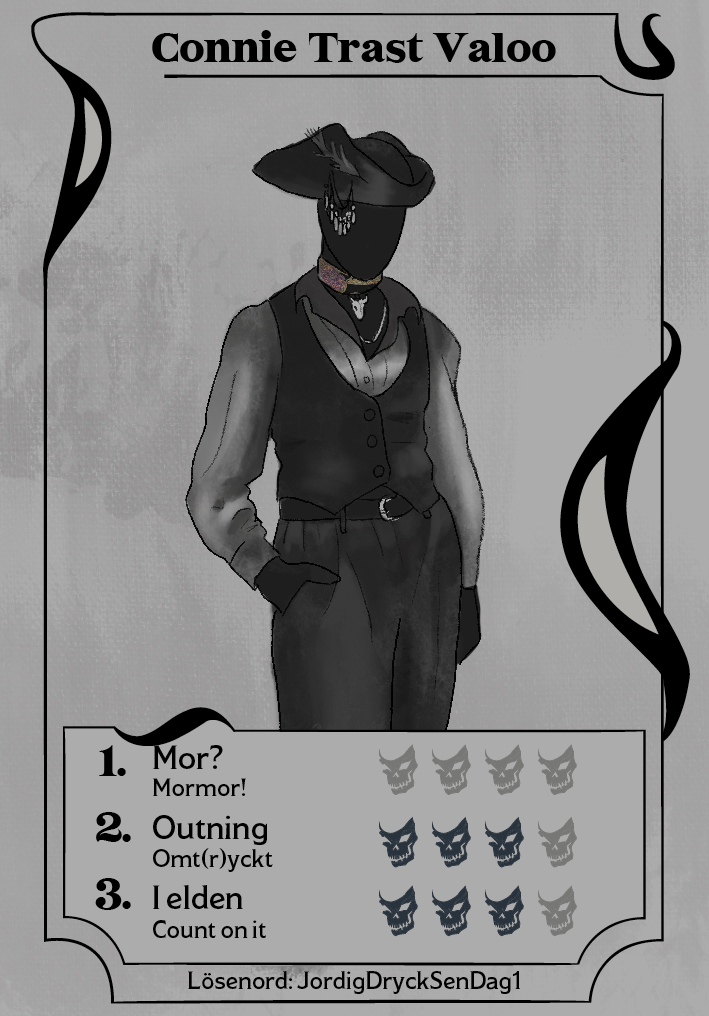 Connie Trast Valoo
1. Mor?
Mormor!
2. Outning
Omt(r)yckt
3. I elden
Count on it
Lösenord: JordigDryckSenDag1